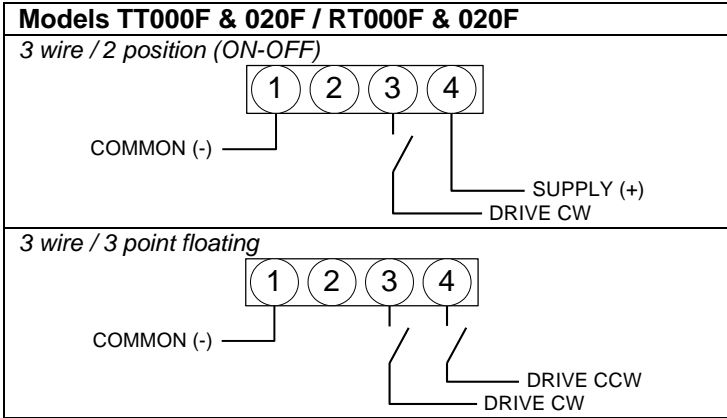 Models TT000F & 020F / RT000F & 020F
3 wire / 2 position (ON-OFF)
1 2 3 4
COMMON (-)
SUPPLY (+)
DRIVE CW
3 wire / 3 point floating
1 2 3 4
COMMON (-)
DRIVE CCW
DRIVE CW